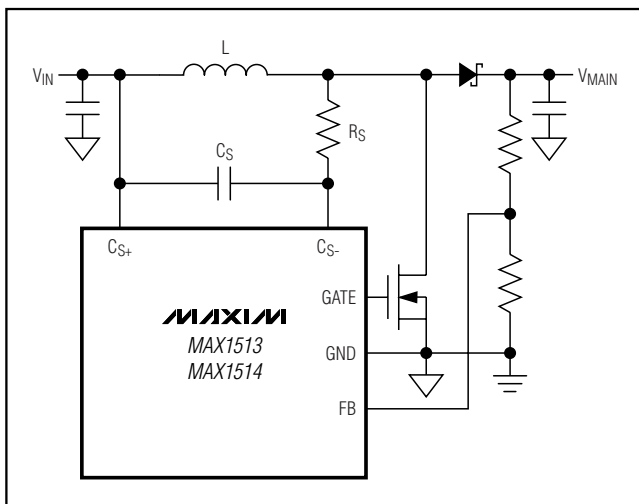 L
VIN
VMAIN
RS
CS
CS+
CS-
GATE
MAXIM
MAX1513
MAX1514
GND
FB